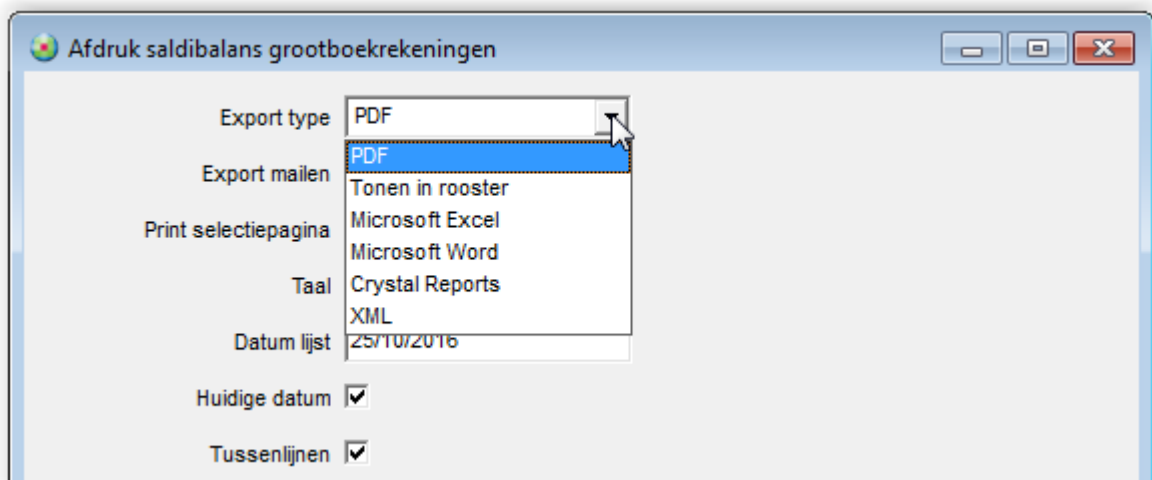 Afdruk saldibalans grootboekrekeningen
Export type PDF
PDF
Export mailen
Tonen in rooster
Microsoft Excel
Print selectiepagina
Microsoft Word
Taal
Crystal Reports
XML
Datum lijst 25/10/2016
Huidige datum
Tussenlijnen